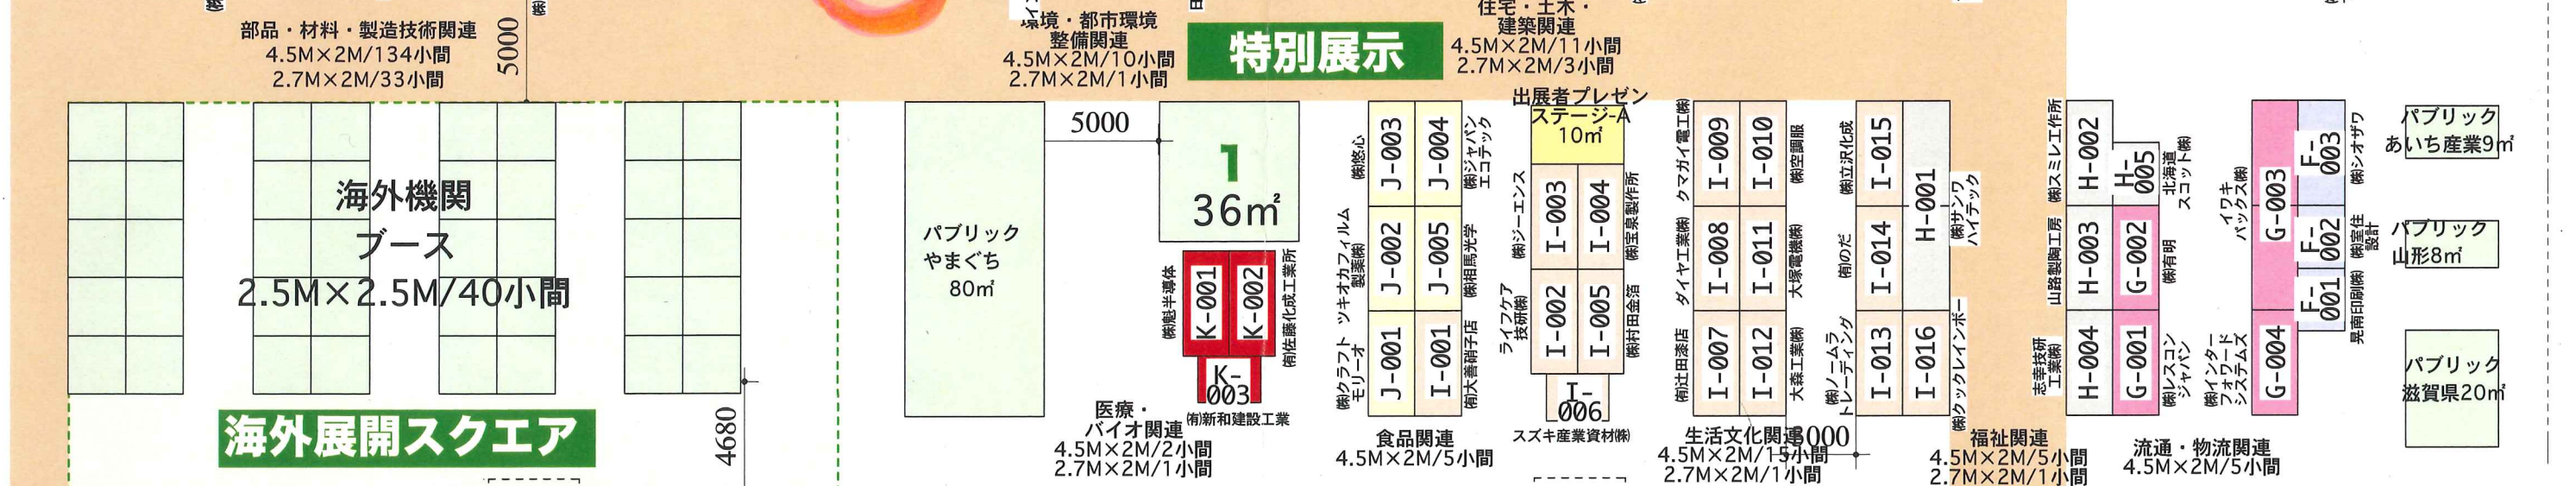 部品・材料・製造技術関連
4.5M×2M/134小間
2.7M×2M/33小間
5000
環境・都市環境
整備関連
4.5M×2M/10小間
2.7M×2M/1小間
特別展示
住宅・土木・
建築関連
4.5M×2M/11小間
2.7M×2M/3小間
海外機関
ブース
2.5M×2.5M/40小間
海外展開スクエア
4680
パブリック
やまぐち
80㎡
5000
1
36㎡
㈱魁半導体
K-001
K-002
㈲佐藤化成工業所
K-
003
㈲新和建設工業
医療・
バイオ関連
4.5M×2M/2小間
2.7M×2M/1小間
㈱悠心
J-003
J-004
㈱ジャパン
エコテック
ツキオカフィルム
製薬㈱
J-002
J-005
㈱相馬光学
㈱クラフト
モリーオ
J-001
I-001
㈲大善硝子店
食品関連
4.5M×2M/5小間
出展者プレゼン
ステージ-A
10㎡
㈱ジーエンス
I-003
I-004
㈱宝泉製作所
ライフケア
技研㈱
I-002
I-005
㈱村田金箔
I-
006
スズキ産業資材㈱
クマガイ電工㈱
I-009
I-010
㈱空調服
ダイヤ工業㈱
I-008
I-011
大塚電機㈱
㈲辻田漆店
I-007
I-012
大森工業㈱
生活文化関連
4.5M×2M/15小間
2.7M×2M/1小間
5000
㈱立沢化成
I-015
H-001
㈱サンワ
ハイテック
㈲のだ
I-014
㈱ノームラ
トレーディング
I-013
I-016
㈱クックレインボー
福祉関連
4.5M×2M/5小間
2.7M×2M/1小間
㈱スミレ工作所
H-002
H-
005
北海道
スコット㈱
山路製陶工房
H-003
G-002
㈱有明
志幸技研
工業㈱
H-004
G-001
㈱レスコン
ジャパン
流通・物流関連
4.5M×2M/5小間
イワキ
パックス㈱
G-003
F-
003
㈱シオザワ
F-
002
㈱室住
設計
F-
001
晃南印刷㈱
㈱インター
フォワード
システムズ
G-004
パブリック
あいち産業9㎡
パブリック
山形8㎡
パブリック
滋賀県20㎡